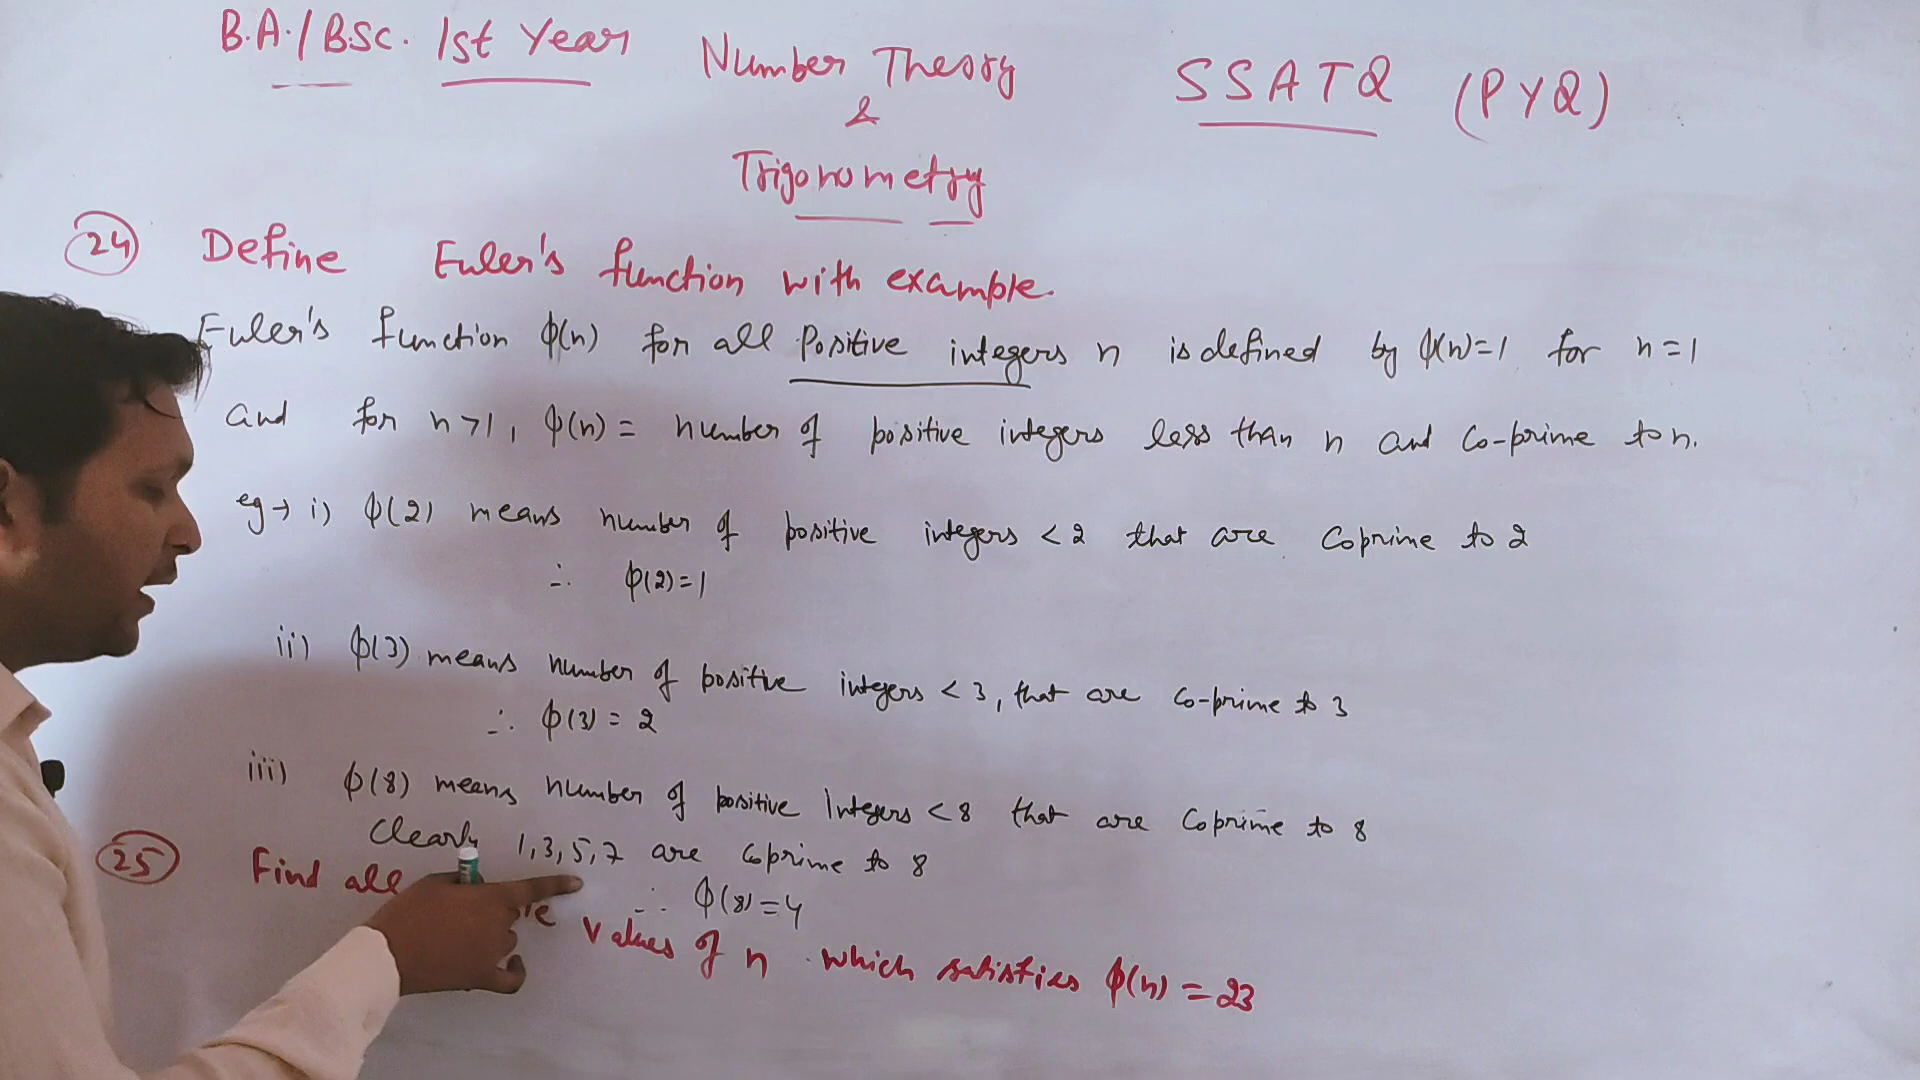 B.A./B.Sc. 1st Year
Number Theory
&
Trigonometry
SSATQ (PYQ)
24 Define Euler's function with example.
Euler's function ϕ(n) for all Positive integers n is defined by ϕ(n)=1 for n=1
and for n>1, ϕ(n) = number of positive integers less than n and Co-prime to n.
eg → i) ϕ(2) means number of positive integers < 2 that are Coprime to 2
∴ ϕ(2)=1
ii) ϕ(3) means number of positive integers < 3, that are Co-prime to 3
∴ ϕ(3) = 2
iii) ϕ(8) means number of positive Integers < 8 that are Coprime to 8
Clearly 1,3,5,7 are Coprime to 8
∴ ϕ(8)=4
25 Find all values of n which satisfies ϕ(n) = 23